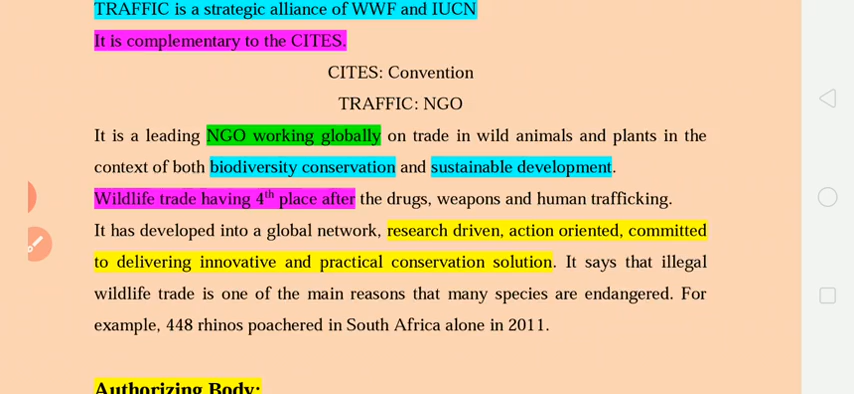 TRAFFIC is a strategic alliance of WWF and IUCN
It is complementary to the CITES.
CITES: Convention
TRAFFIC: NGO
It is a leading NGO working globally on trade in wild animals and plants in the
context of both biodiversity conservation and sustainable development.
Wildlife trade having 4th place after the drugs, weapons and human trafficking.
It has developed into a global network, research driven, action oriented, committed
to delivering innovative and practical conservation solution. It says that illegal
wildlife trade is one of the main reasons that many species are endangered. For
example, 448 rhinos poachered in South Africa alone in 2011.
Authorizing Body: